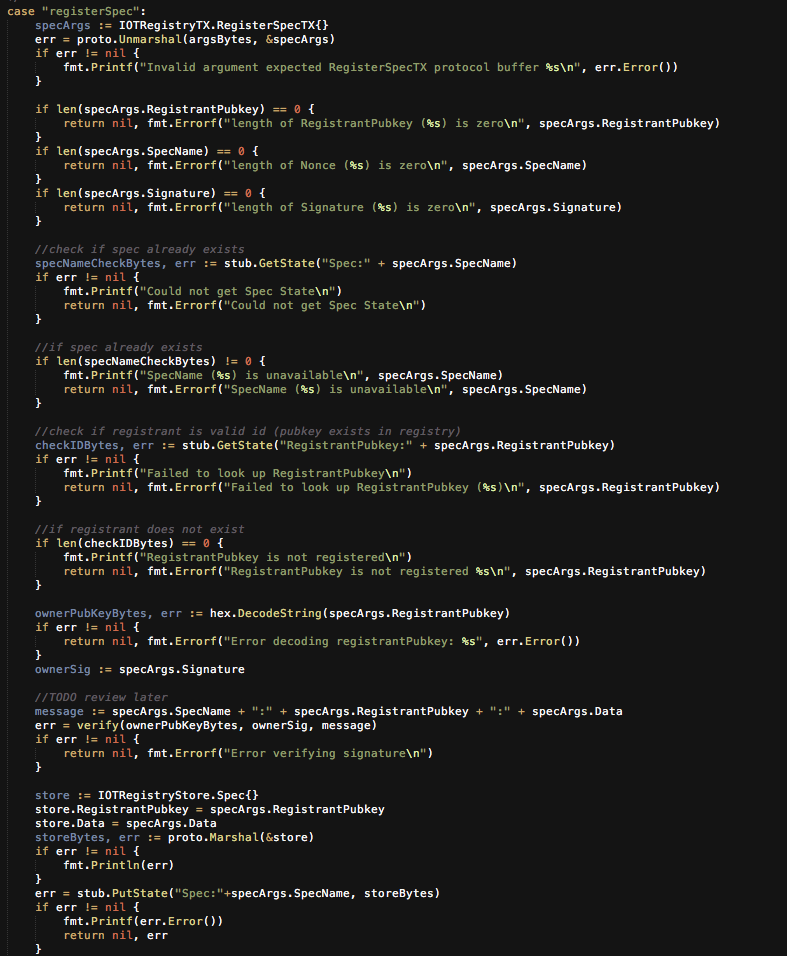 case "registerSpec":
    specArgs := IOTRegistryTX.RegisterSpecTX{}
    err = proto.Unmarshal(argsBytes, &specArgs)
    if err != nil {
        fmt.Printf("Invalid argument expected RegisterSpecTX protocol buffer %s\n", err.Error())
    }

    if len(specArgs.RegistrantPubkey) == 0 {
        return nil, fmt.Errorf("length of RegistrantPubkey (%s) is zero\n", specArgs.RegistrantPubkey)
    }
    if len(specArgs.SpecName) == 0 {
        return nil, fmt.Errorf("length of Nonce (%s) is zero\n", specArgs.SpecName)
    }
    if len(specArgs.Signature) == 0 {
        return nil, fmt.Errorf("length of Signature (%s) is zero\n", specArgs.Signature)
    }

    //check if spec already exists
    specNameCheckBytes, err := stub.GetState("Spec:" + specArgs.SpecName)
    if err != nil {
        fmt.Printf("Could not get Spec State\n")
        return nil, fmt.Errorf("Could not get Spec State\n")
    }

    //if spec already exists
    if len(specNameCheckBytes) != 0 {
        fmt.Printf("SpecName (%s) is unavailable\n", specArgs.SpecName)
        return nil, fmt.Errorf("SpecName (%s) is unavailable\n", specArgs.SpecName)
    }

    //check if registrant is valid id (pubkey exists in registry)
    checkIDBytes, err := stub.GetState("RegistrantPubkey:" + specArgs.RegistrantPubkey)
    if err != nil {
        fmt.Printf("Failed to look up RegistrantPubkey\n")
        return nil, fmt.Errorf("Failed to look up RegistrantPubkey (%s)\n", specArgs.RegistrantPubkey)
    }

    //if registrant does not exist
    if len(checkIDBytes) == 0 {
        fmt.Printf("RegistrantPubkey is not registered\n")
        return nil, fmt.Errorf("RegistrantPubkey is not registered %s\n", specArgs.RegistrantPubkey)
    }

    ownerPubKeyBytes, err := hex.DecodeString(specArgs.RegistrantPubkey)
    if err != nil {
        return nil, fmt.Errorf("Error decoding registrantPubkey: %s", err.Error())
    }
    ownerSig := specArgs.Signature

    //TODO review later
    message := specArgs.SpecName + ":" + specArgs.RegistrantPubkey + ":" + specArgs.Data
    err = verify(ownerPubKeyBytes, ownerSig, message)
    if err != nil {
        return nil, fmt.Errorf("Error verifying signature\n")
    }

    store := IOTRegistryStore.Spec{}
    store.RegistrantPubkey = specArgs.RegistrantPubkey
    store.Data = specArgs.Data
    storeBytes, err := proto.Marshal(&store)
    if err != nil {
        fmt.Println(err)
    }
    err = stub.PutState("Spec:"+specArgs.SpecName, storeBytes)
    if err != nil {
        fmt.Printf(err.Error())
        return nil, err
    }